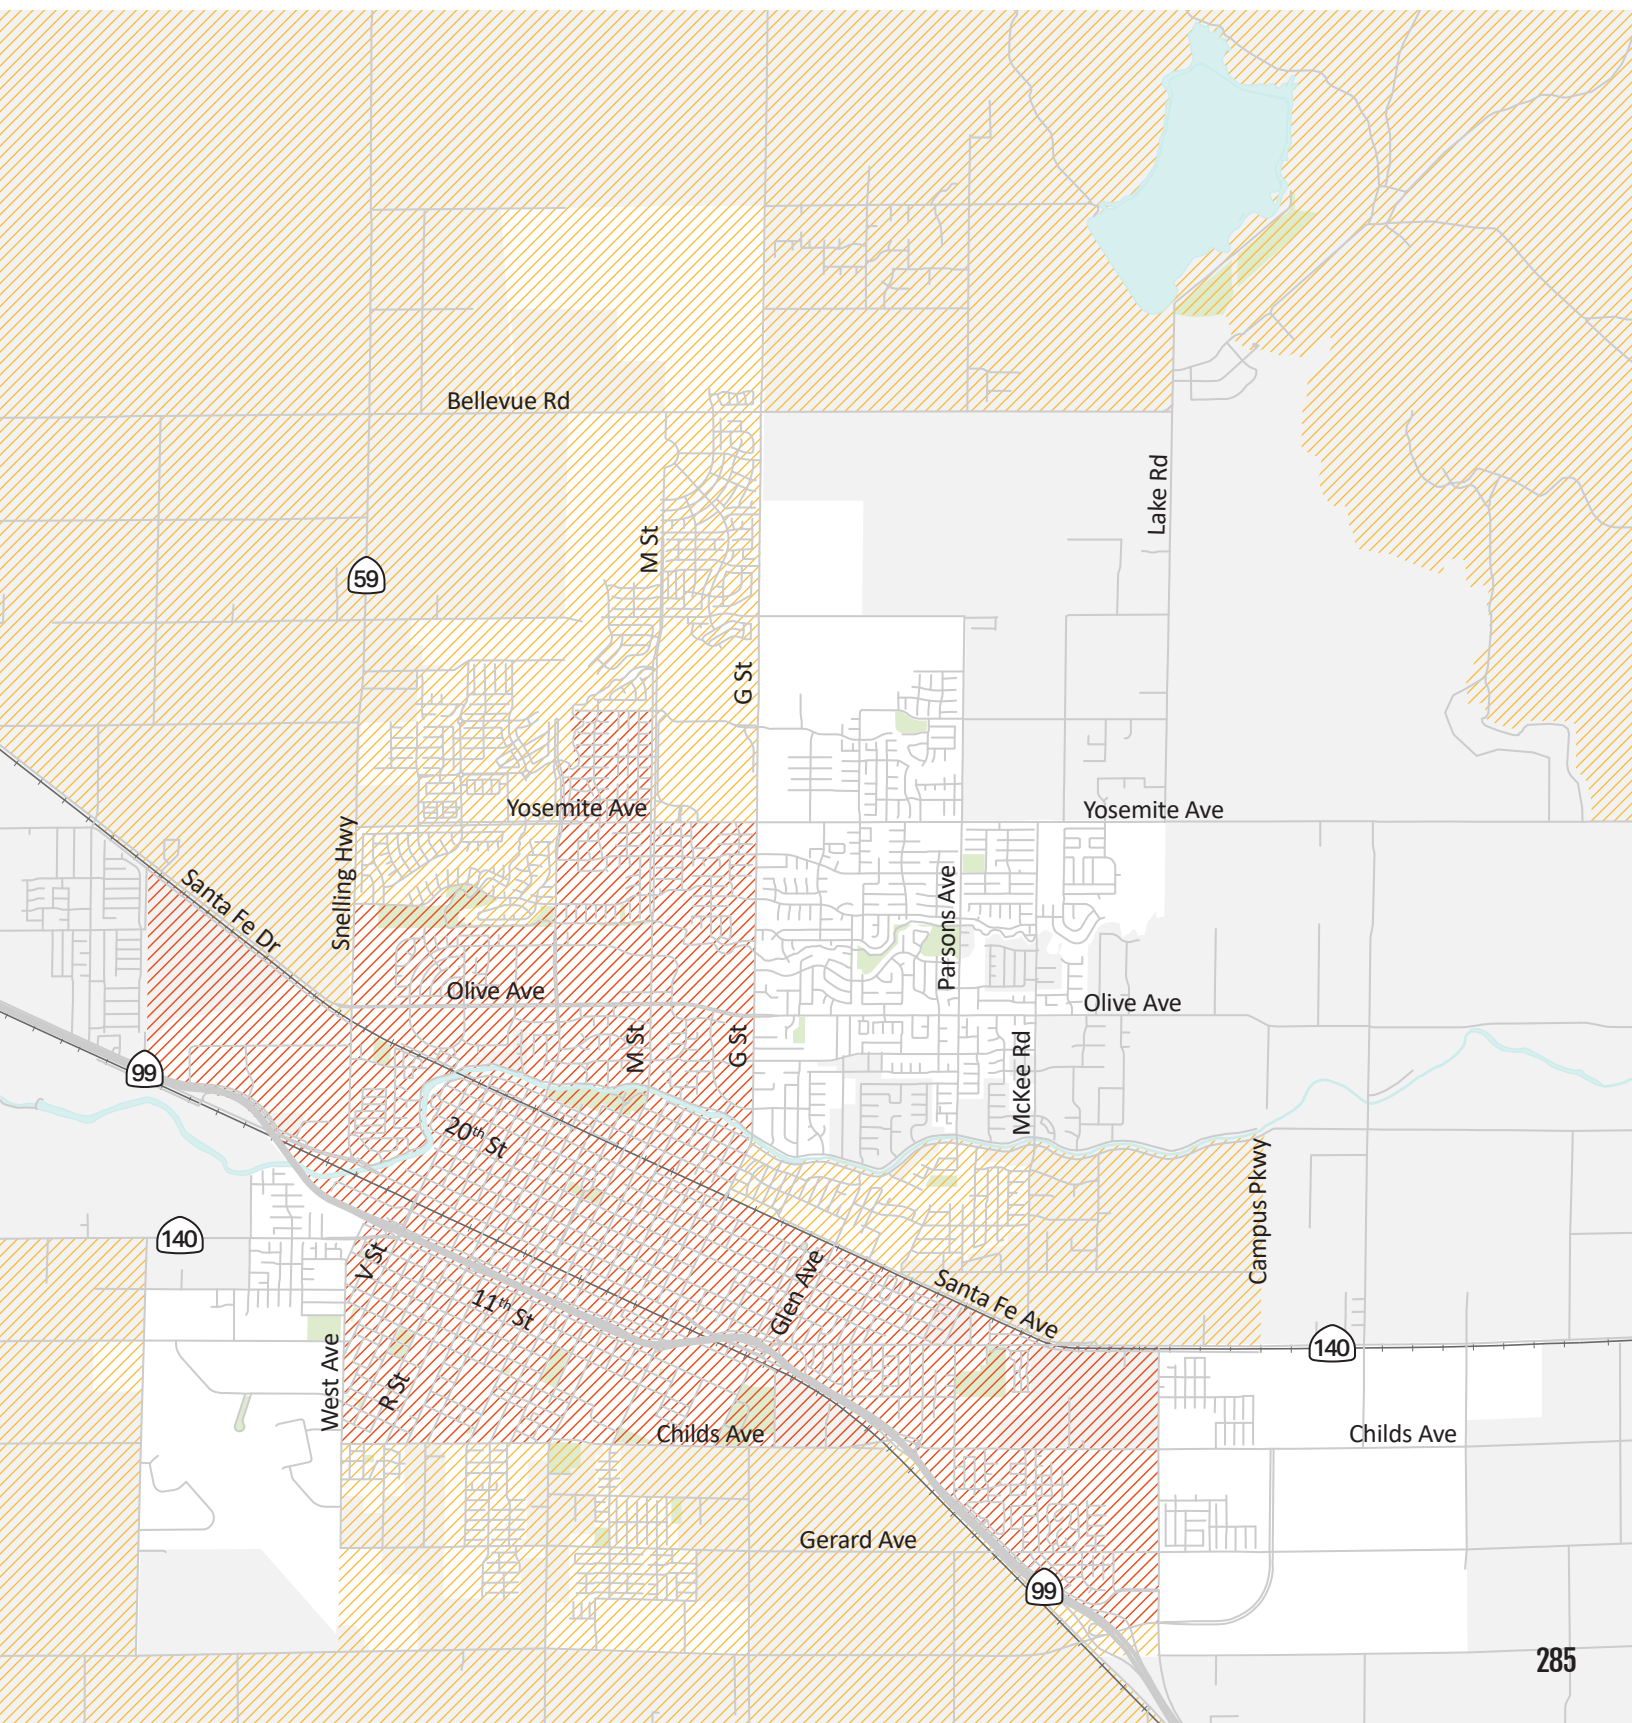 Bellevue Rd
Lake Rd
M St
59
G St
Yosemite Ave
Yosemite Ave
Snelling Hwy
Santa Fe Dr
Parsons Ave
Olive Ave
Olive Ave
M St
G St
McKee Rd
99
20th St
Campus Pkwy
140
V St
Glen Ave
Santa Fe Ave
11th St
140
West Ave
R St
Childs Ave
Childs Ave
Gerard Ave
99
285